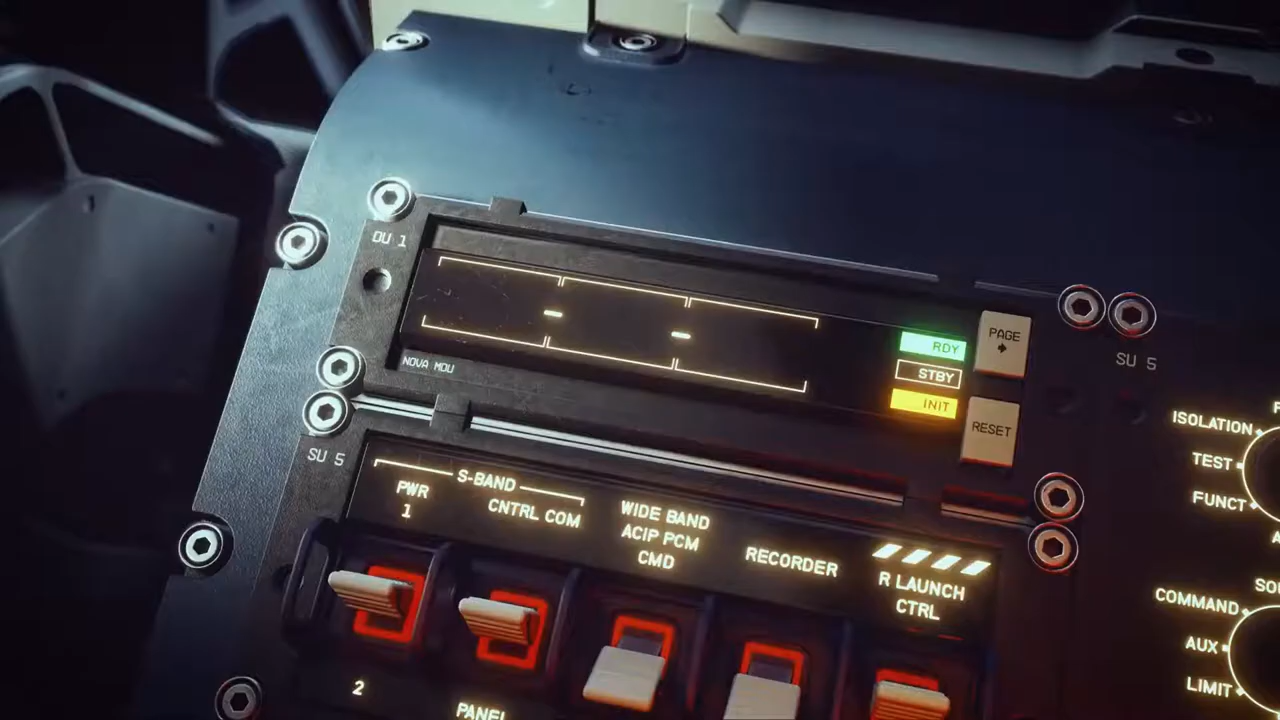 DU 1
PAGE
RDY
STBY
INIT
RESET
NOVA MDU
SU 5
SU 5
S-BAND
PWR
1
CNTRL COM
WIDE BAND
ACIP PCM
CMD
RECORDER
R LAUNCH
CTRL
2
PANEL
ISOLATION
TEST
FUNCT
COMMAND
AUX
LIMIT